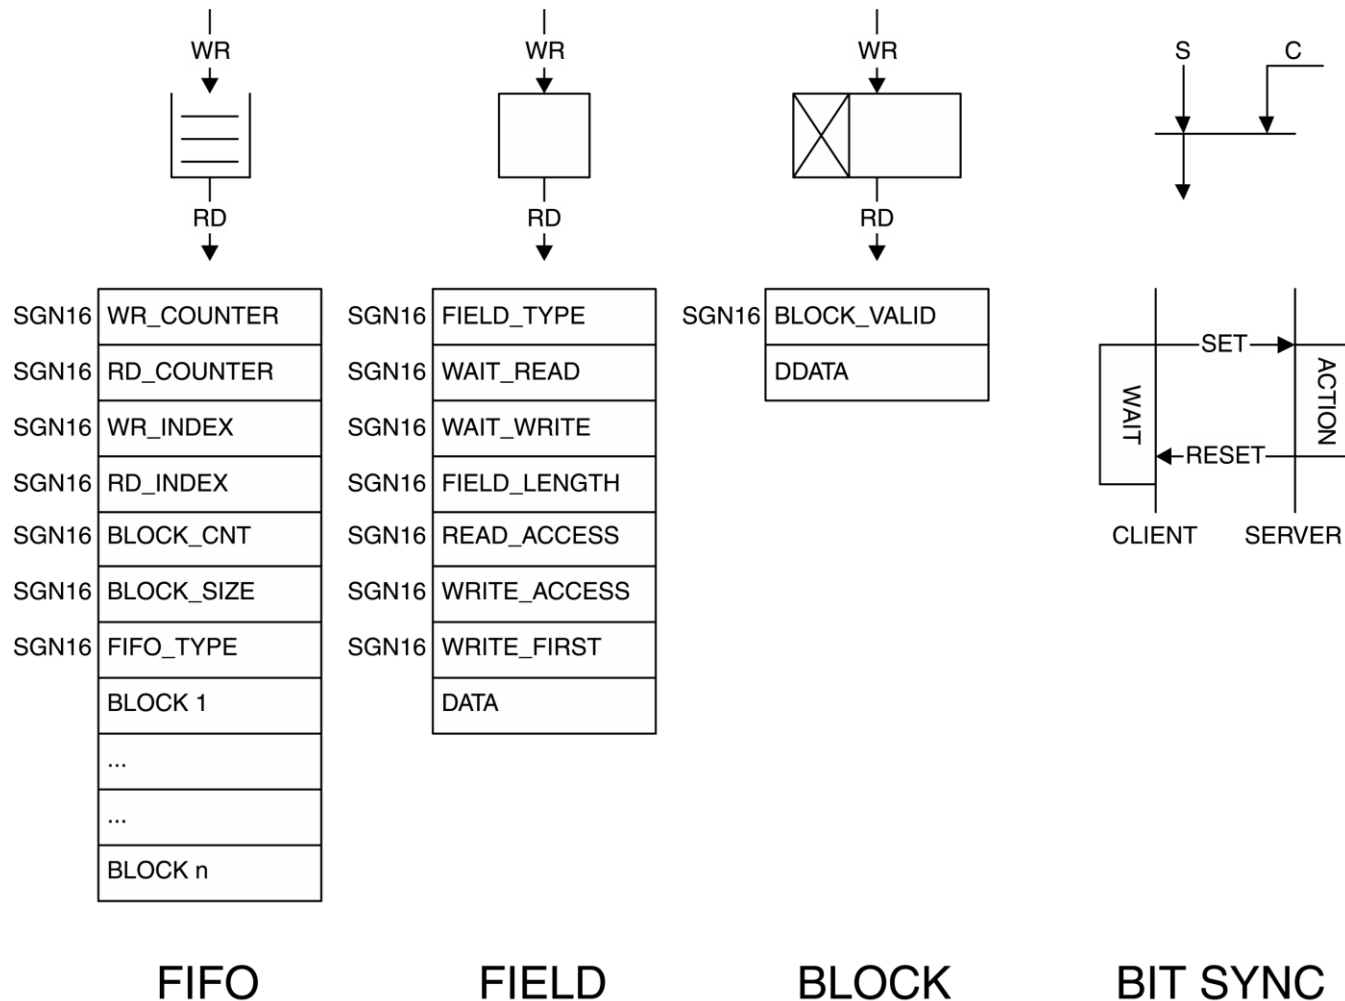 WR
WR
WR
S
C
RD
RD
RD
SGN16 WR_COUNTER
SGN16 RD_COUNTER
SGN16 WR_INDEX
SGN16 RD_INDEX
SGN16 BLOCK_CNT
SGN16 BLOCK_SIZE
SGN16 FIFO_TYPE
BLOCK 1
...
...
BLOCK n
SGN16 FIELD_TYPE
SGN16 WAIT_READ
SGN16 WAIT_WRITE
SGN16 FIELD_LENGTH
SGN16 READ_ACCESS
SGN16 WRITE_ACCESS
SGN16 WRITE_FIRST
DATA
SGN16 BLOCK_VALID
DDATA
SET
WAIT
ACTION
RESET
CLIENT
SERVER
FIFO
FIELD
BLOCK
BIT SYNC